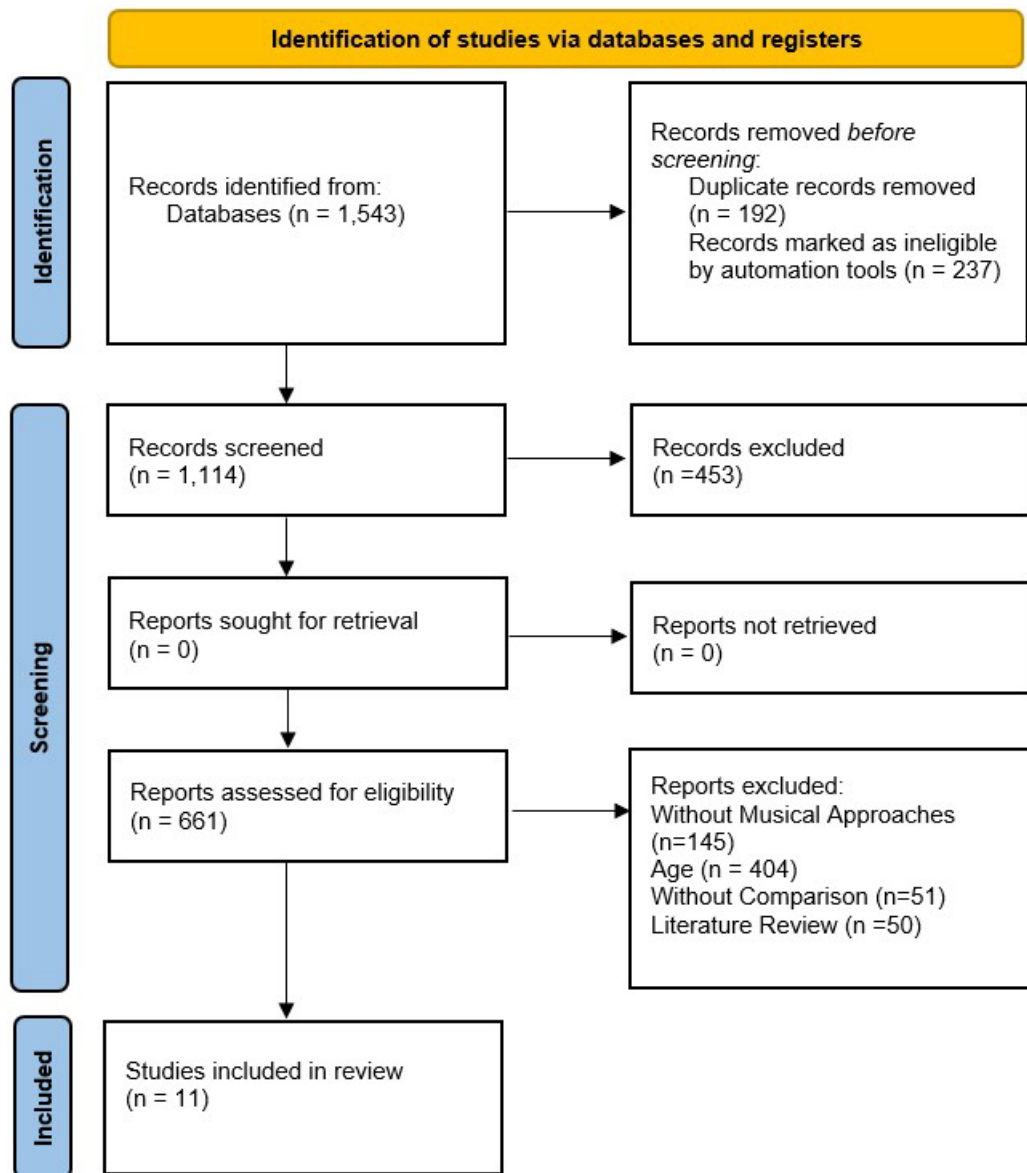 Identification of studies via databases and registers
Identification
Records identified from:
Databases (n = 1,543)
Records removed before
screening:
Duplicate records removed
(n = 192)
Records marked as ineligible
by automation tools (n = 237)
Screening
Records screened
(n = 1,114)
Records excluded
(n =453)
Reports sought for retrieval
(n = 0)
Reports not retrieved
(n = 0)
Reports assessed for eligibility
(n = 661)
Reports excluded:
Without Musical Approaches
(n=145)
Age (n = 404)
Without Comparison (n=51)
Literature Review (n =50)
Included
Studies included in review
(n = 11)